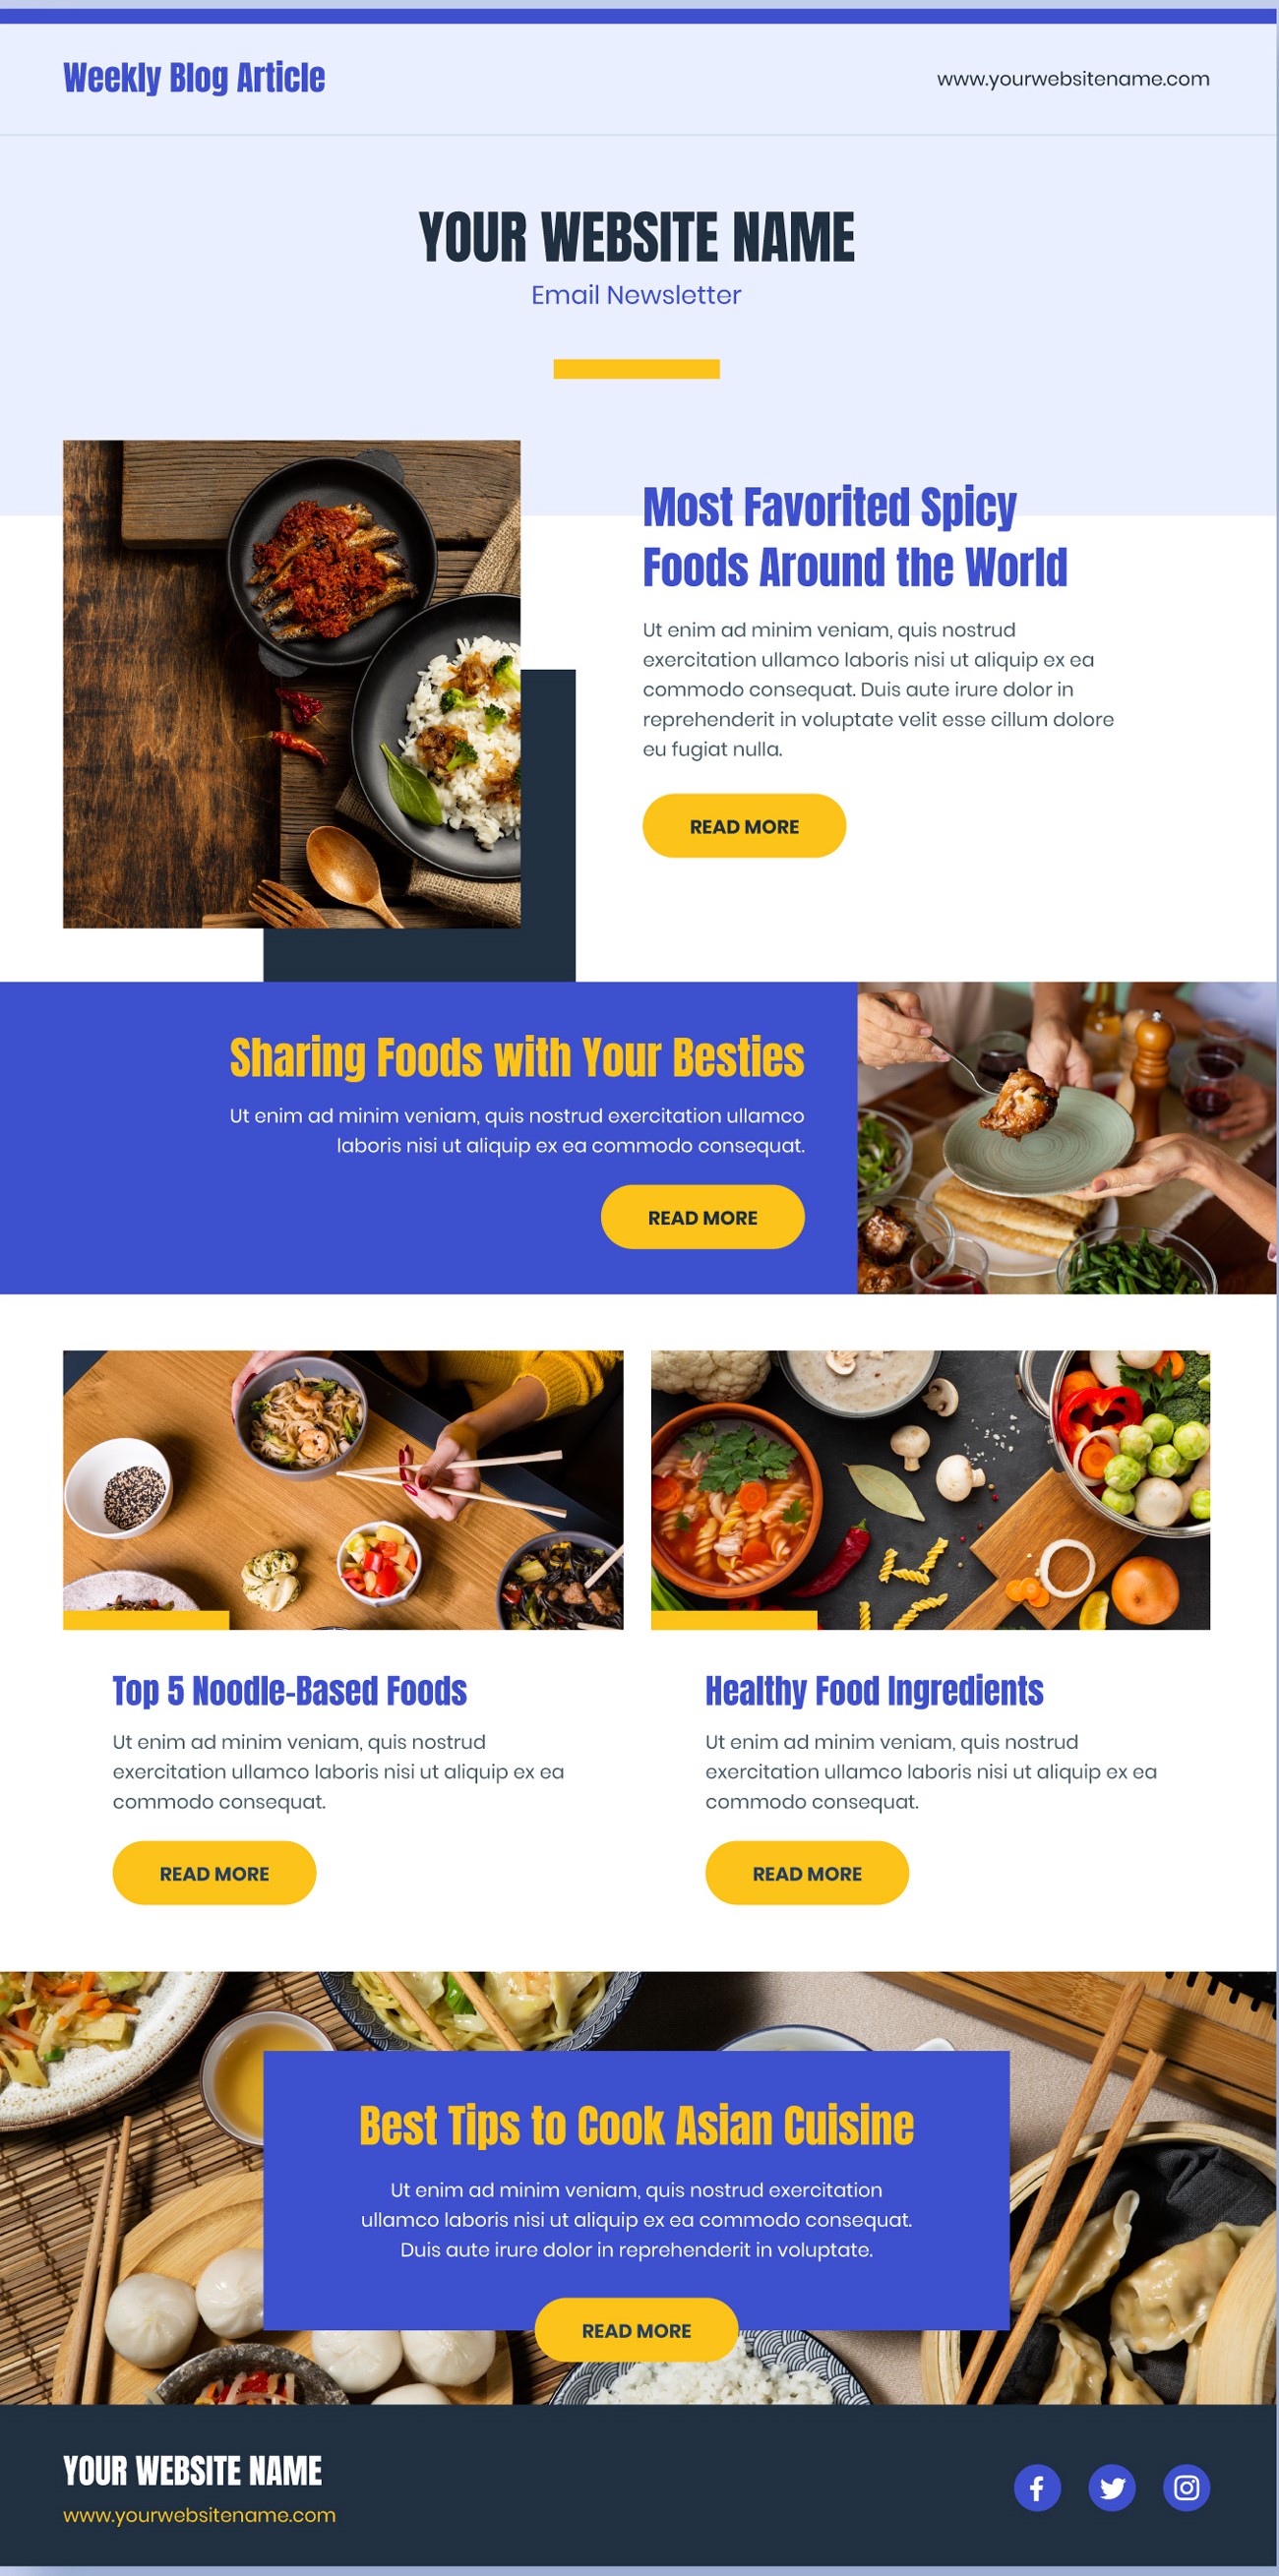 Weekly Blog Article
www.yourwebsitename.com
YOUR WEBSITE NAME
Email Newsletter
Most Favorited Spicy
Foods Around the World
Ut enim ad minim veniam, quis nostrud
exercitation ullamco laboris nisi ut aliquip ex ea
commodo consequat. Duis aute irure dolor in
reprehenderit in voluptate velit esse cillum dolore
eu fugiat nulla.
READ MORE
Sharing Foods with Your Besties
Ut enim ad minim veniam, quis nostrud exercitation ullamco
laboris nisi ut aliquip ex ea commodo consequat.
READ MORE
Top 5 Noodle-Based Foods
Ut enim ad minim veniam, quis nostrud
exercitation ullamco laboris nisi ut aliquip ex ea
commodo consequat.
READ MORE
Healthy Food Ingredients
Ut enim ad minim veniam, quis nostrud
exercitation ullamco laboris nisi ut aliquip ex ea
commodo consequat.
READ MORE
Best Tips to Cook Asian Cuisine
Ut enim ad minim veniam, quis nostrud exercitation
ullamco laboris nisi ut aliquip ex ea commodo consequat.
Duis aute irure dolor in reprehenderit in voluptate.
READ MORE
YOUR WEBSITE NAME
www.yourwebsitename.com